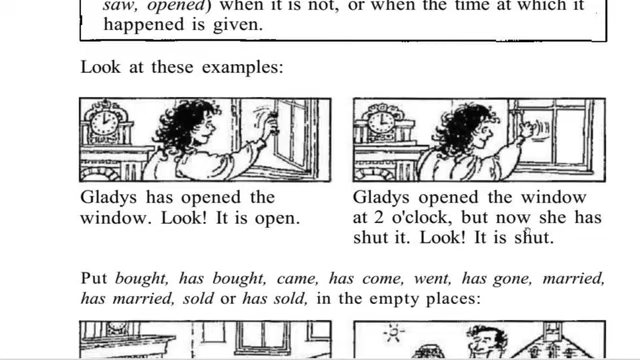 saw, opened) when it is not, or when the time at which it
happened is given.
Look at these examples:
Gladys has opened the
window. Look! It is open.
Gladys opened the window
at 2 o'clock, but now she has
shut it. Look! It is shut.
Put bought, has bought, came, has come, went, has gone, married,
has married, sold or has sold, in the empty places: